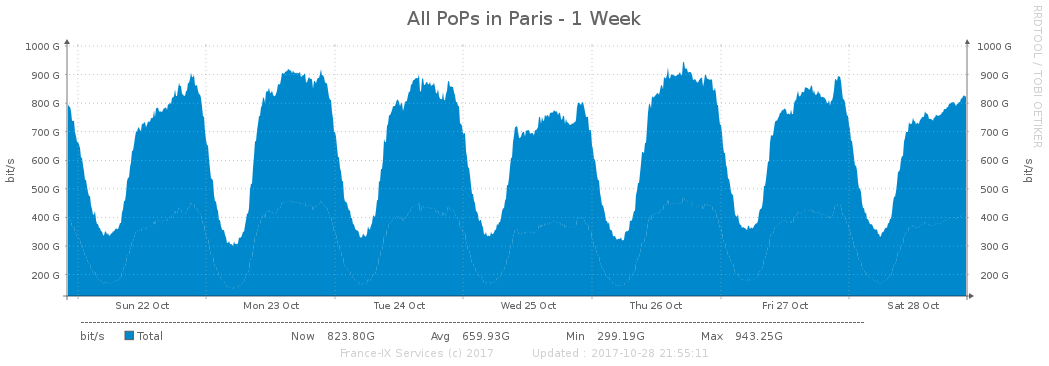 All PoPs in Paris - 1 Week
RRDTOOL / TOBI OETIKER
1000 G 1000 G
900 G 900 G
800 G 800 G
700 G 700 G
600 G 600 G
500 G 500 G
400 G 400 G
300 G 300 G
200 G 200 G
bit/s bit/s
Sun 22 Oct Mon 23 Oct Tue 24 Oct Wed 25 Oct Thu 26 Oct Fri 27 Oct Sat 28 Oct
bit/s Total Now 823.80G Avg 659.93G Min 299.19G Max 943.25G
France-IX Services (c) 2017 Updated : 2017-10-28 21:55:11